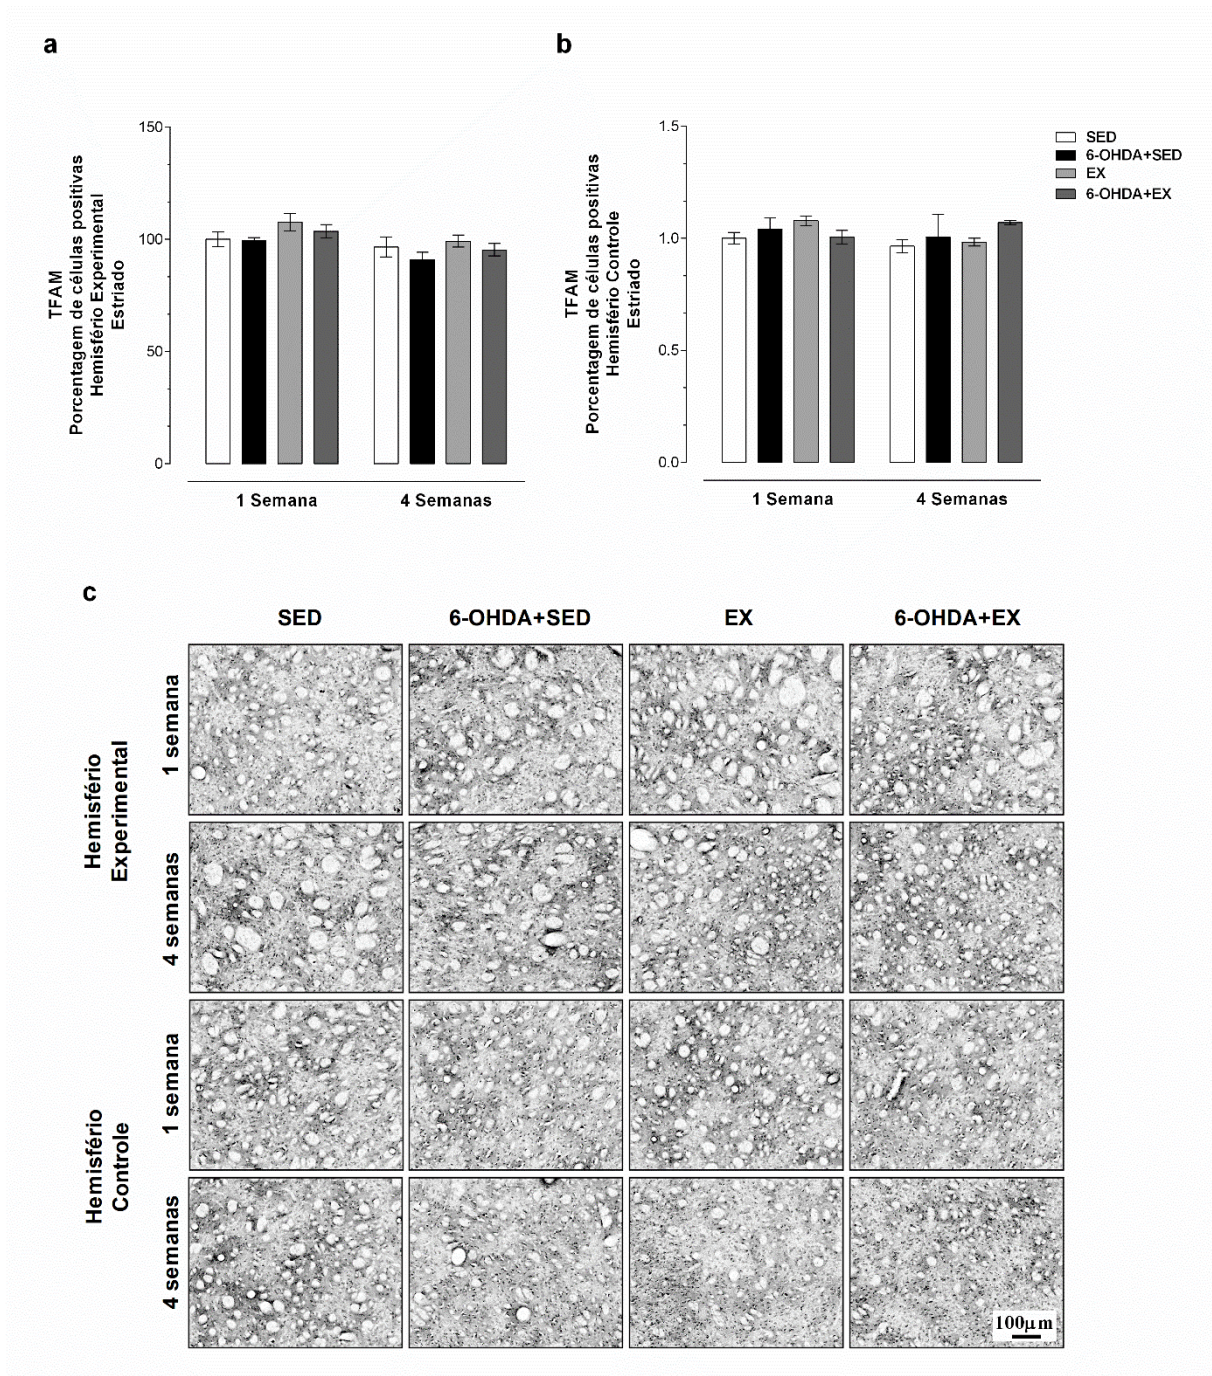 a
b
150
100
50
0
TFAM
Porcentagem de células positivas
Hemisfério Experimental
Estriado
1 Semana
4 Semanas
1.5
1.0
0.5
0.0
TFAM
Porcentagem de células positivas
Hemisfério Controle
Estriado
1 Semana
4 Semanas
SED
6-OHDA+SED
EX
6-OHDA+EX
c
SED
6-OHDA+SED
EX
6-OHDA+EX
Hemisfério
Experimental
1 semana
4 semanas
Hemisfério
Controle
1 semana
4 semanas
100µm